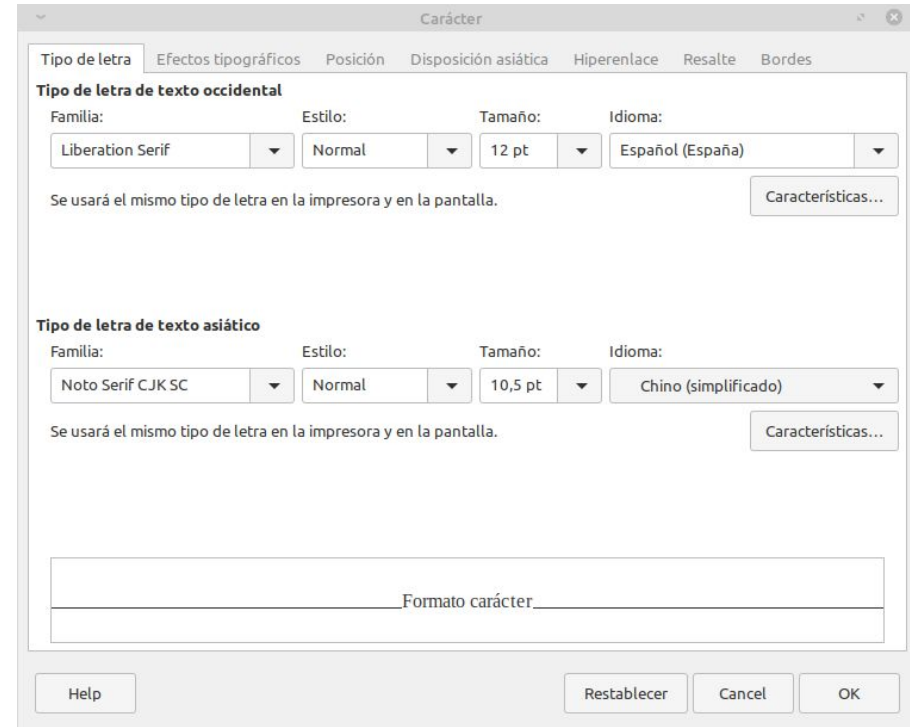 Carácter
Tipo de letra Efectos tipográficos Posición Disposición asiática Hiperenlace Resalte Bordes
Tipo de letra de texto occidental
Familia: Estilo: Tamaño: Idioma:
Liberation Serif Normal 12 pt Español (España)
Se usará el mismo tipo de letra en la impresora y en la pantalla. Características...
Tipo de letra de texto asiático
Familia: Estilo: Tamaño: Idioma:
Noto Serif CJK SC Normal 10,5 pt Chino (simplificado)
Se usará el mismo tipo de letra en la impresora y en la pantalla. Características...
Formato carácter
Help Restablecer Cancel OK